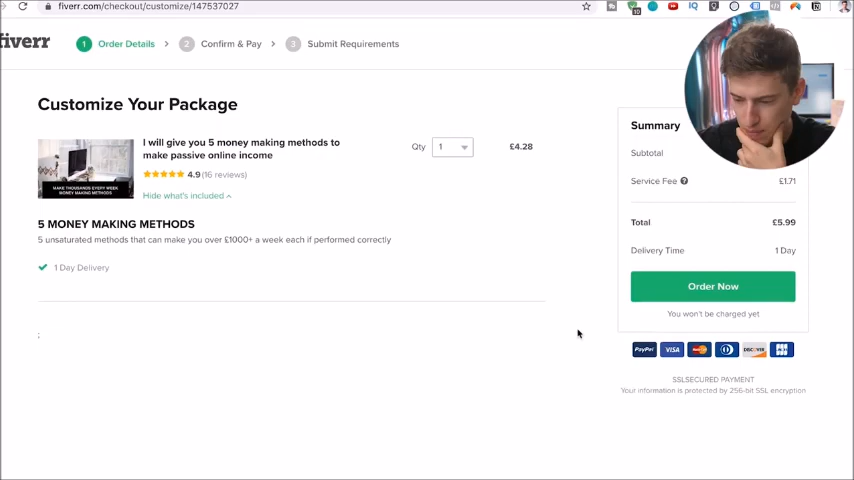 fiverr.com/checkout/customize/147537027
10
fiverr
1 Order Details > 2 Confirm & Pay > 3 Submit Requirements
Customize Your Package
Summary
I will give you 5 money making methods to
make passive online income
Qty 1 £4.28
Subtotal
4.9 (16 reviews)
Service Fee ? £1.71
MAKE THOUSANDS EVERY WEEK
MONEY MAKING METHODS
Hide what's included
5 MONEY MAKING METHODS
Total £5.99
5 unsaturated methods that can make you over £1000+ a week each if performed correctly
Delivery Time 1 Day
1 Day Delivery
Order Now
You won't be charged yet
;
PayPal VISA MasterCard DISCOVER JCB
SSLSECURED PAYMENT
Your information is protected by 256-bit SSL encryption